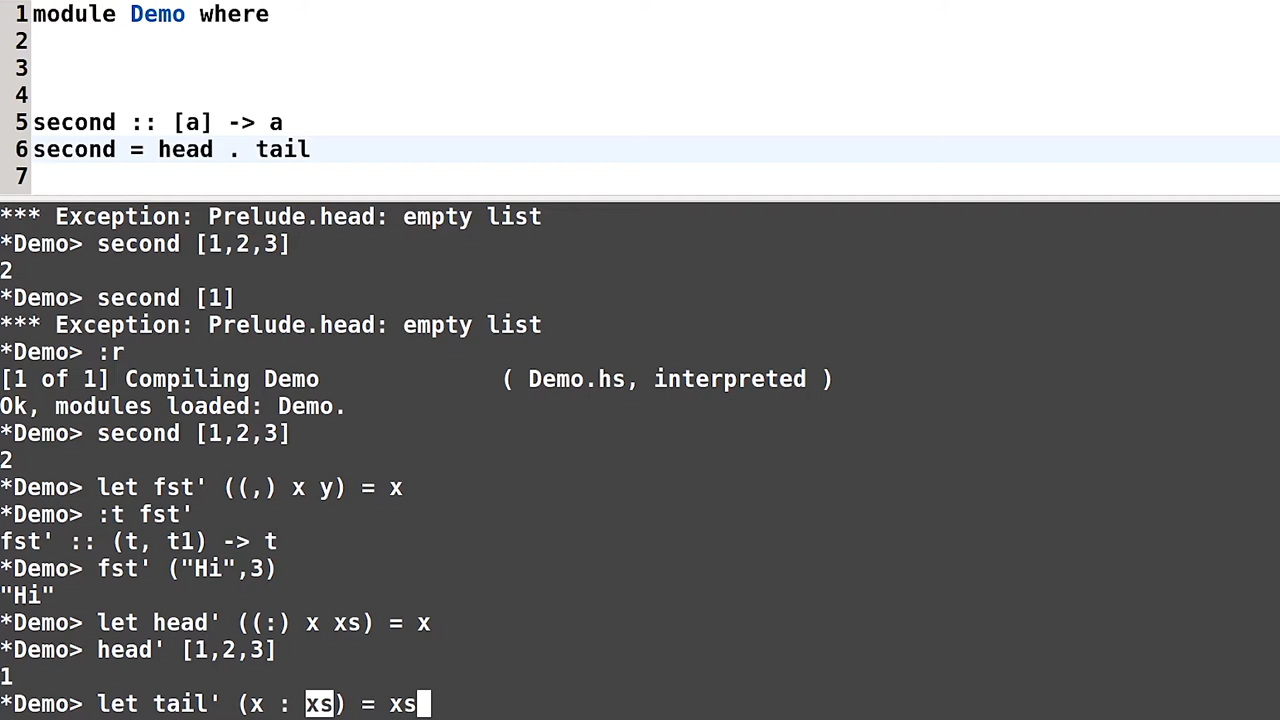 1 module Demo where
2
3
4
5 second :: [a] -> a
6 second = head . tail
7
*** Exception: Prelude.head: empty list
*Demo> second [1,2,3]
2
*Demo> second [1]
*** Exception: Prelude.head: empty list
*Demo> :r
[1 of 1] Compiling Demo             ( Demo.hs, interpreted )
Ok, modules loaded: Demo.
*Demo> second [1,2,3]
2
*Demo> let fst' ((,) x y) = x
*Demo> :t fst'
fst' :: (t, t1) -> t
*Demo> fst' ("Hi",3)
"Hi"
*Demo> let head' ((:) x xs) = x
*Demo> head' [1,2,3]
1
*Demo> let tail' (x : xs) = xs